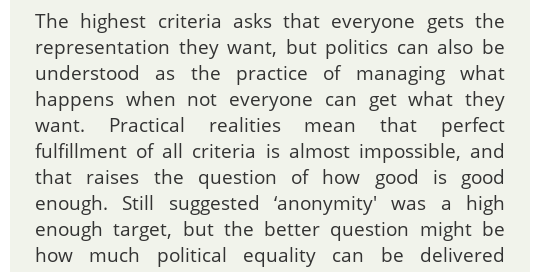 The highest criteria asks that everyone gets the
representation they want, but politics can also be
understood as the practice of managing what
happens when not everyone can get what they
want. Practical realities mean that perfect
fulfillment of all criteria is almost impossible, and
that raises the question of how good is good
enough. Still suggested ‘anonymity' was a high
enough target, but the better question might be
how much political equality can be delivered